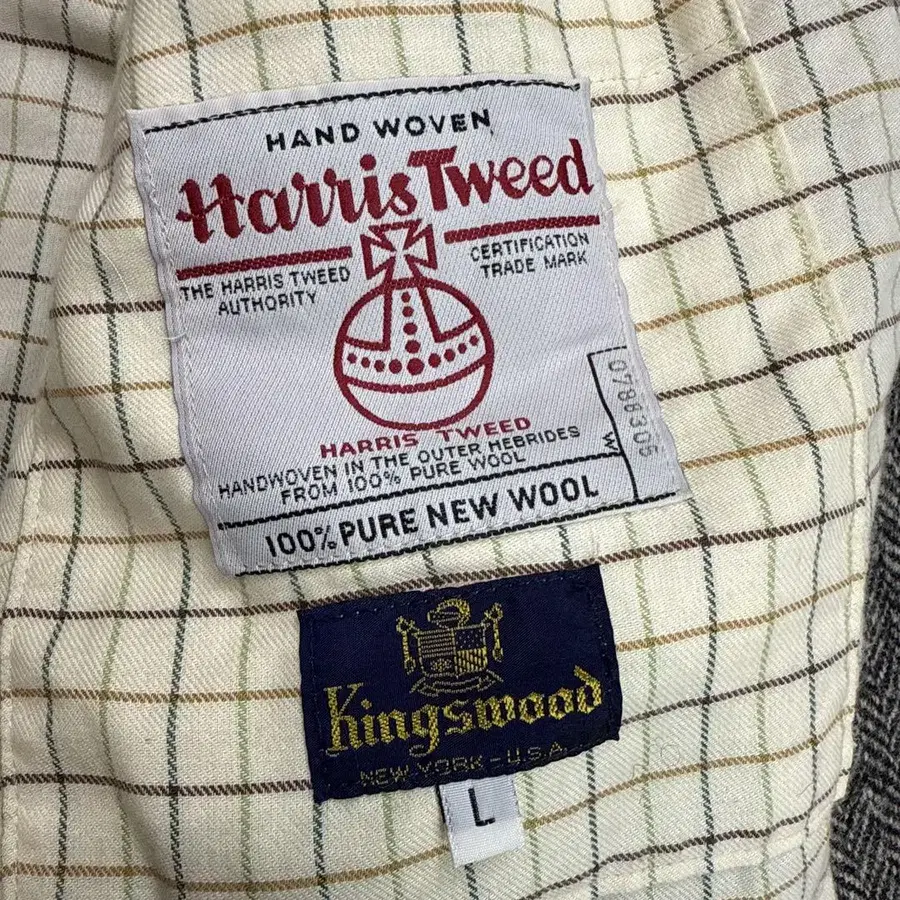 HAND WOVEN
Harris Tweed
THE HARRIS TWEED
AUTHORITY
CERTIFICATION
TRADE MARK
HARRIS TWEED
HANDWOVEN IN THE OUTER HEBRIDES
FROM 100% PURE WOOL
100% PURE NEW WOOL
W
0788305
Kingswood
NEW YORK - U.S.A.
L